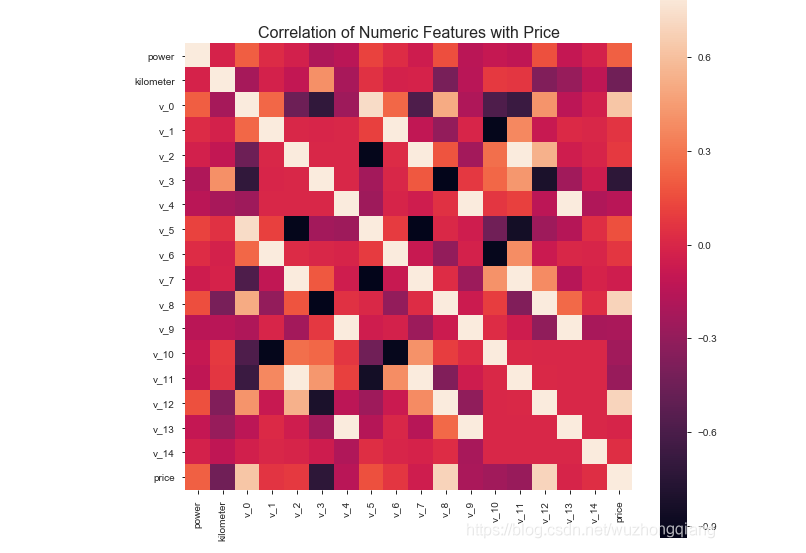 Correlation of Numeric Features with Price
power
kilometer
v_0
v_1
v_2
v_3
v_4
v_5
v_6
v_7
v_8
v_9
v_10
v_11
v_12
v_13
v_14
price
power
kilometer
v_0
v_1
v_2
v_3
v_4
v_5
v_6
v_7
v_8
v_9
v_10
v_11
v_12
v_13
v_14
price
0.6
0.3
0.0
−0.3
−0.6
−0.9
https://blog.csdn.net/wuzhongqiang